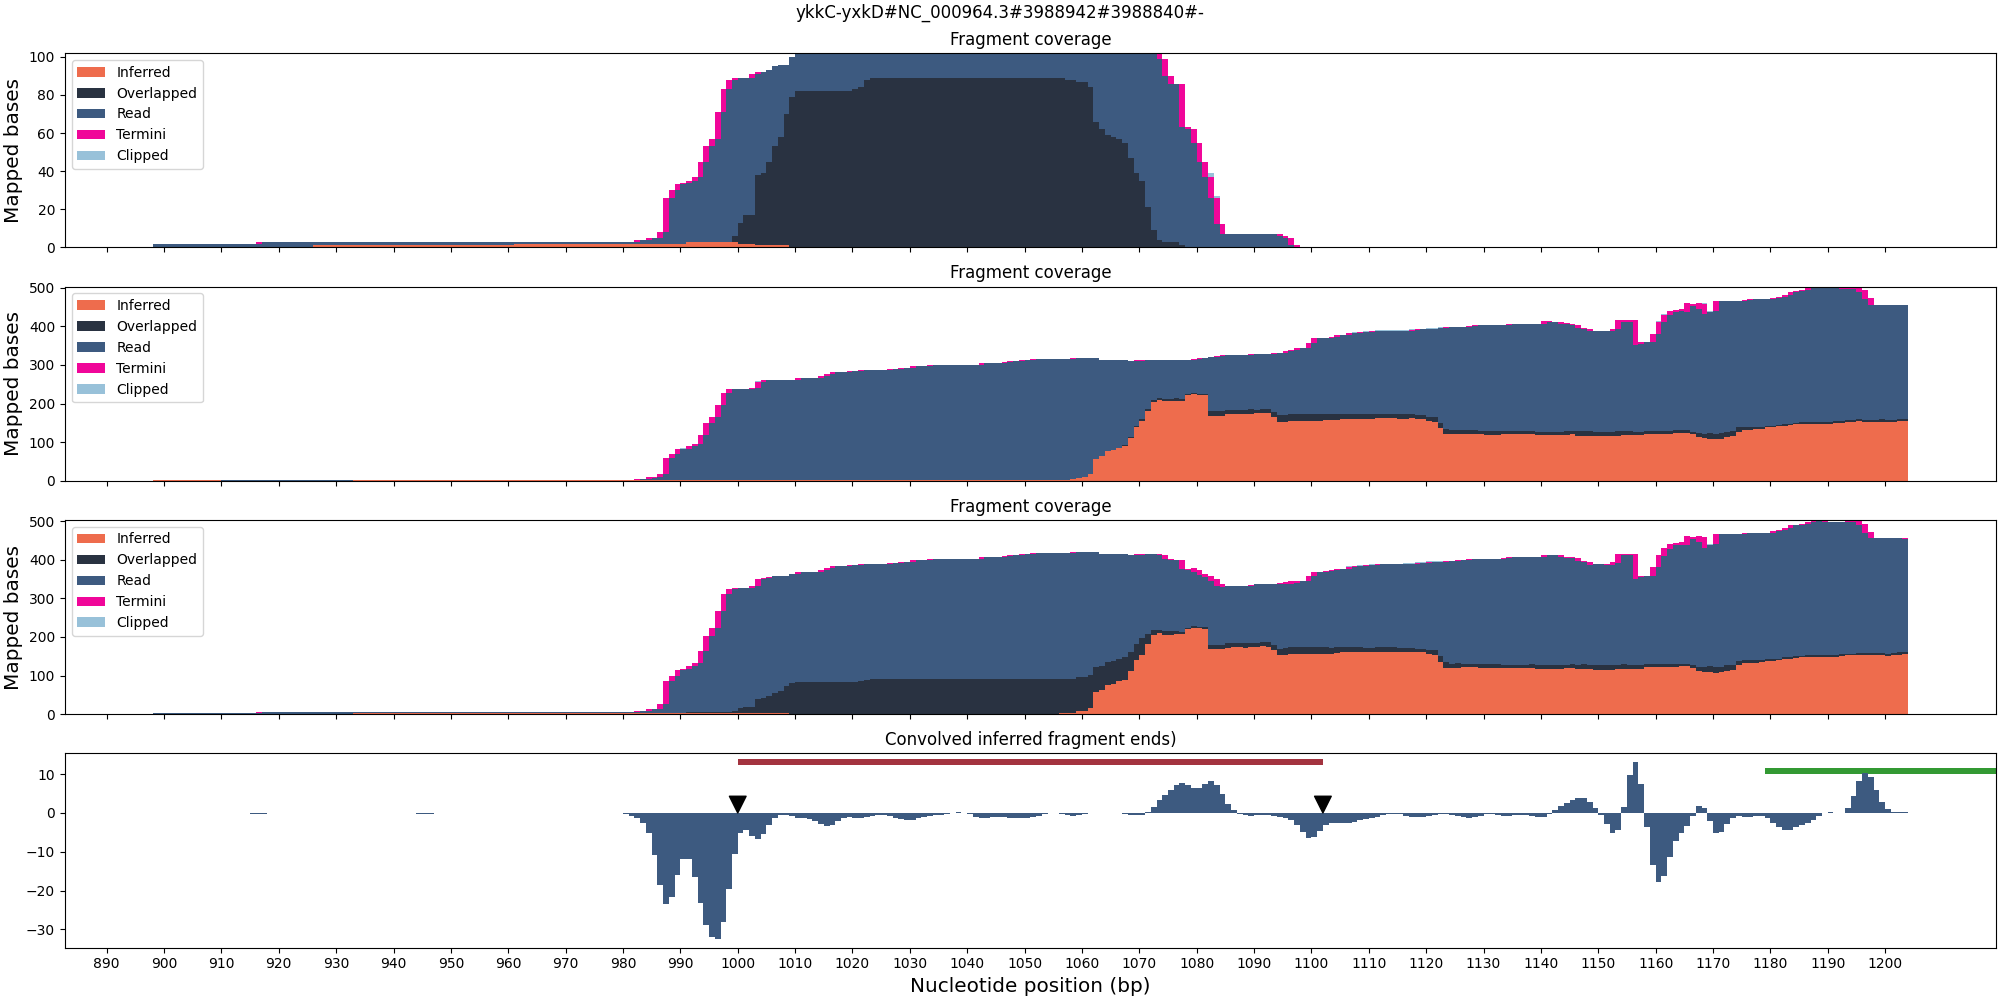 ykkC-yxkD#NC_000964.3#3988942#3988840#-
Fragment coverage
Mapped bases
100
80
60
40
20
0
Inferred
Overlapped
Read
Termini
Clipped
Fragment coverage
Mapped bases
500
400
300
200
100
0
Inferred
Overlapped
Read
Termini
Clipped
Fragment coverage
Mapped bases
500
400
300
200
100
0
Inferred
Overlapped
Read
Termini
Clipped
Convolved inferred fragment ends)
10
0
−10
−20
−30
890 900 910 920 930 940 950 960 970 980 990 1000 1010 1020 1030 1040 1050 1060 1070 1080 1090 1100 1110 1120 1130 1140 1150 1160 1170 1180 1190 1200
Nucleotide position (bp)